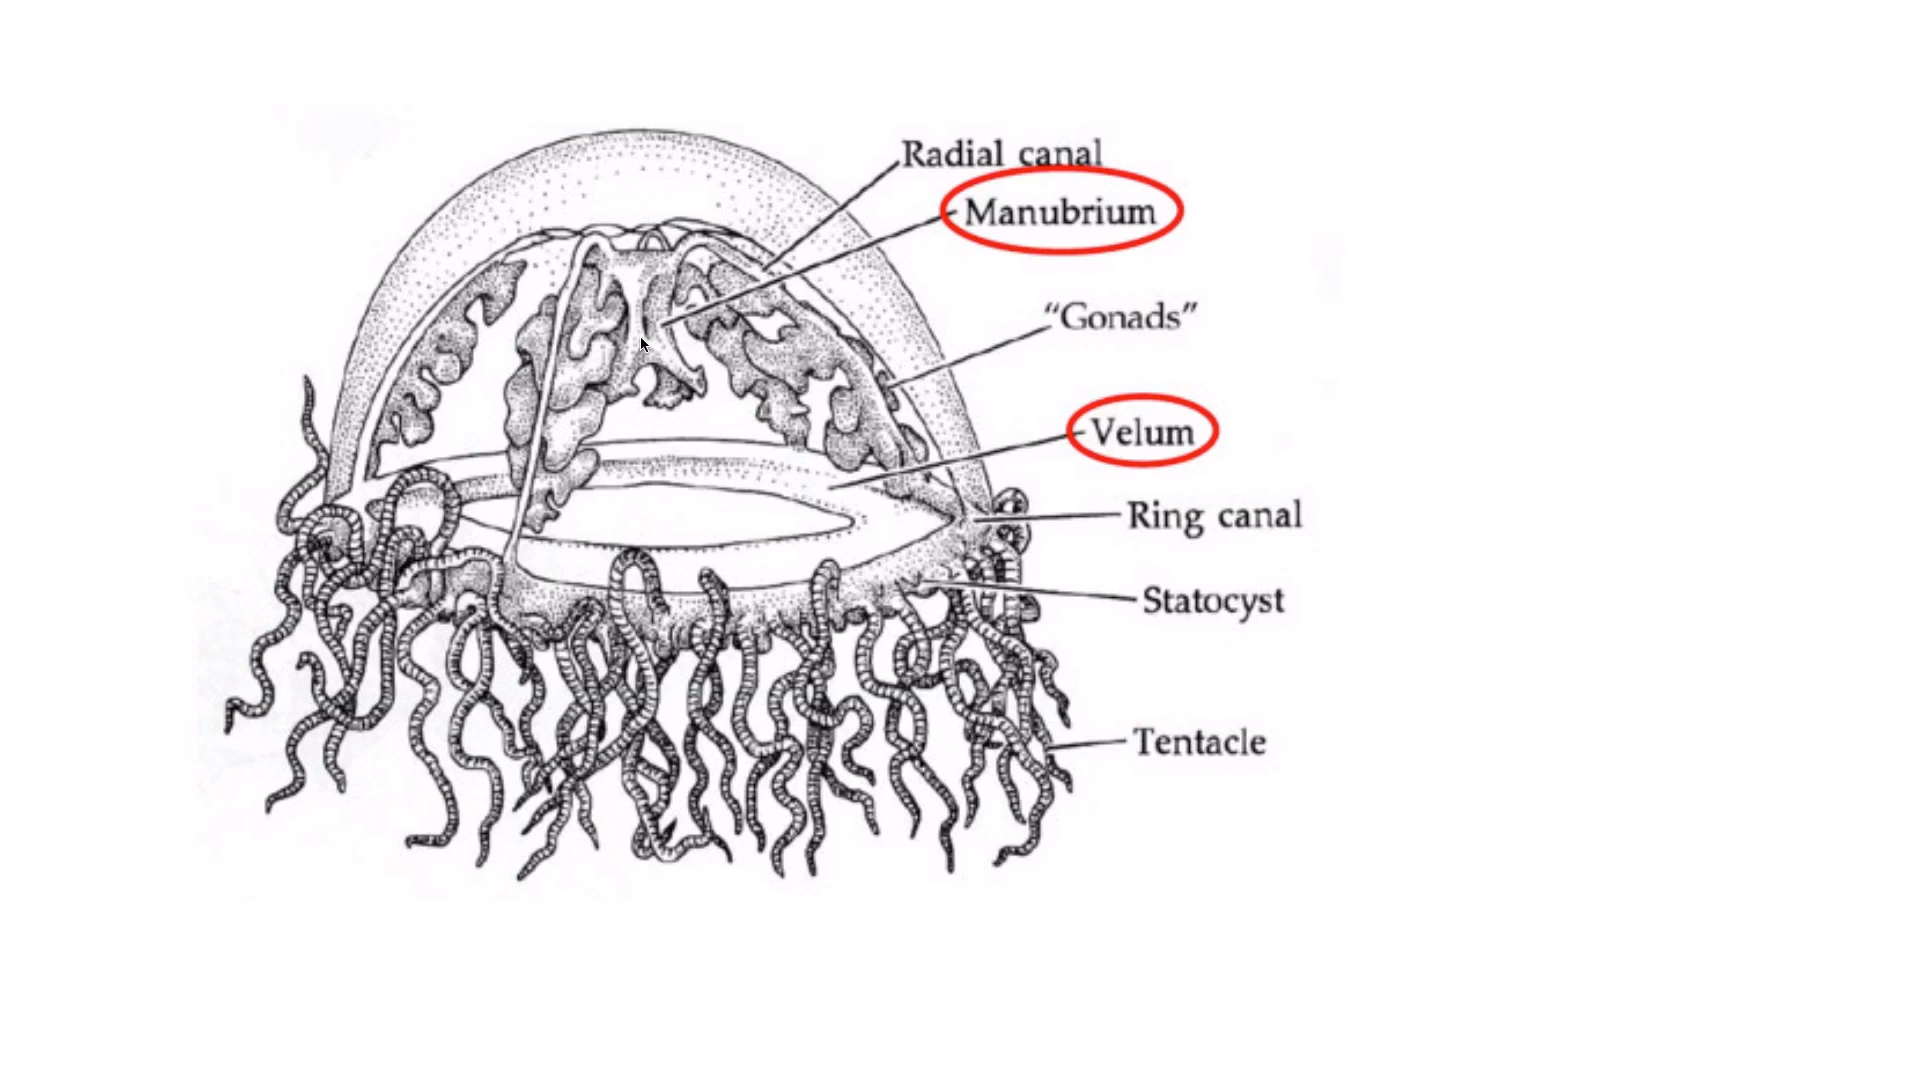 Radial canal
Manubrium
“Gonads”
Velum
Ring canal
Statocyst
Tentacle